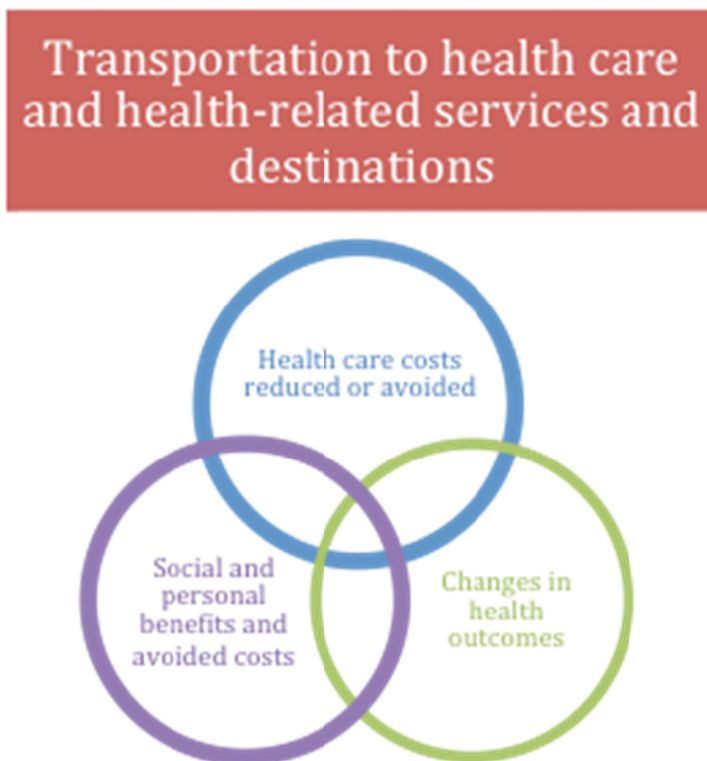 Transportation to health care
and health-related services and
destinations
Health care costs
reduced or avoided
Social and
personal
benefits and
avoided costs
Changes in
health
outcomes